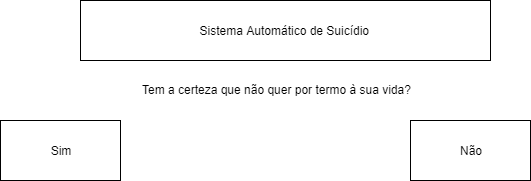 Sistema Automático de Suicídio
Tem a certeza que não quer por termo à sua vida?
Sim
Não